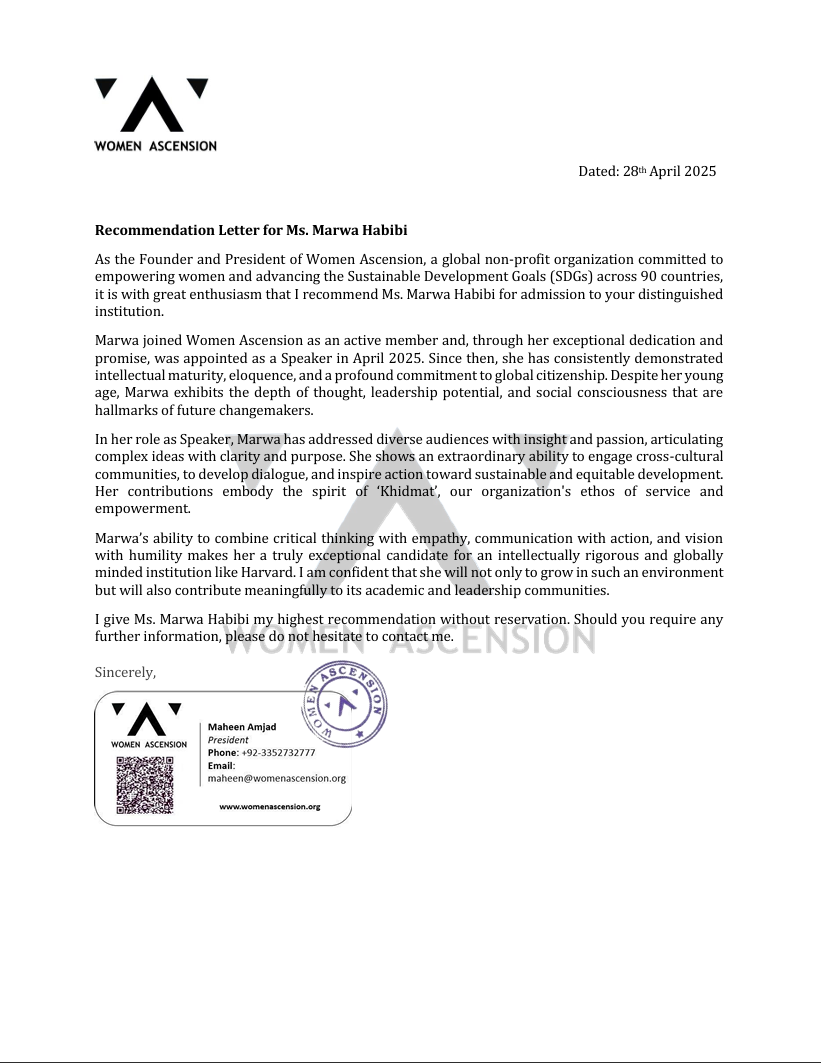 WOMEN ASCENSION
Dated: 28th April 2025
Recommendation Letter for Ms. Marwa Habibi
As the Founder and President of Women Ascension, a global non-profit organization committed to
empowering women and advancing the Sustainable Development Goals (SDGs) across 90 countries,
it is with great enthusiasm that I recommend Ms. Marwa Habibi for admission to your distinguished
institution.
Marwa joined Women Ascension as an active member and, through her exceptional dedication and
promise, was appointed as a Speaker in April 2025. Since then, she has consistently demonstrated
intellectual maturity, eloquence, and a profound commitment to global citizenship. Despite her young
age, Marwa exhibits the depth of thought, leadership potential, and social consciousness that are
hallmarks of future changemakers.
In her role as Speaker, Marwa has addressed diverse audiences with insight and passion, articulating
complex ideas with clarity and purpose. She shows an extraordinary ability to engage cross-cultural
communities, to develop dialogue, and inspire action toward sustainable and equitable development.
Her contributions embody the spirit of ‘Khidmat’, our organization's ethos of service and
empowerment.
Marwa’s ability to combine critical thinking with empathy, communication with action, and vision
with humility makes her a truly exceptional candidate for an intellectually rigorous and globally
minded institution like Harvard. I am confident that she will not only to grow in such an environment
but will also contribute meaningfully to its academic and leadership communities.
I give Ms. Marwa Habibi my highest recommendation without reservation. Should you require any
further information, please do not hesitate to contact me.
WOMEN ASCENSION
Sincerely,
WOMEN ASCENSION
WOMEN ASCENSION
Maheen Amjad
President
Phone: +92-3352732777
Email:
maheen@womenascension.org
www.womenascension.org